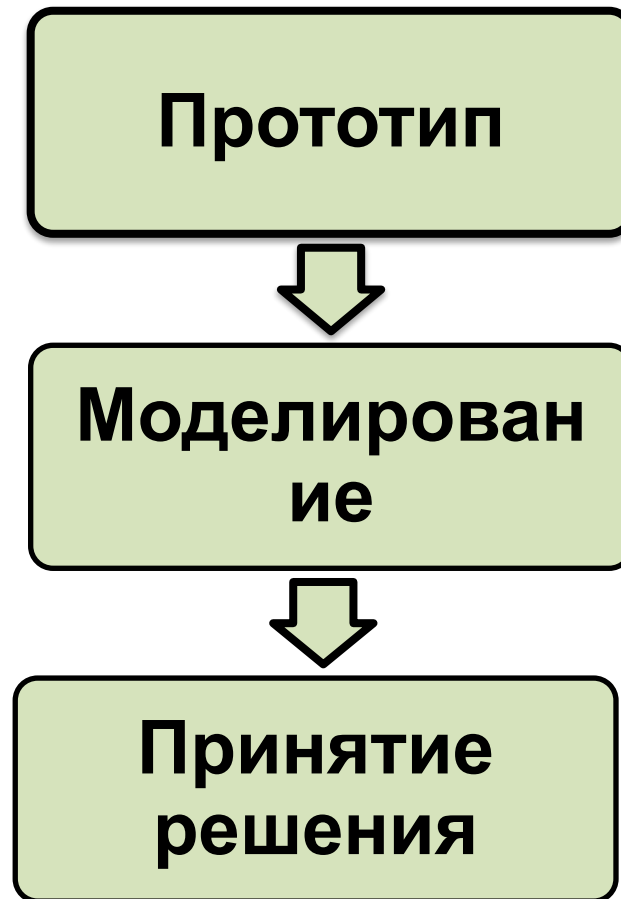 Прототип
Моделирован
ие
Принятие
решения